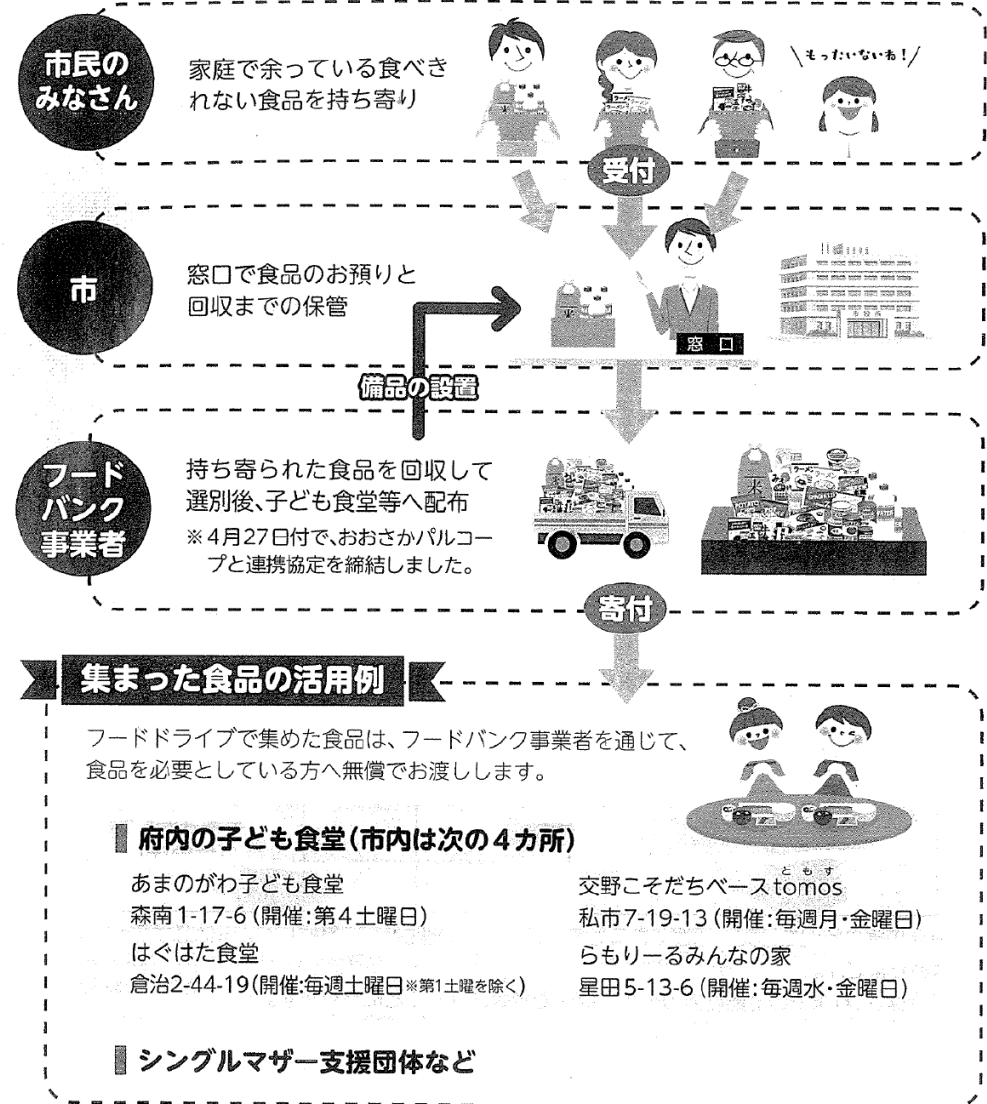 市民の
みなさん
家庭で余っている食べき
れない食品を持ち寄り
もったいないね!
受付
市
窓口で食品のお預りと
回収までの保管
市役所
窓口
備品の設置
フード
バンク
事業者
持ち寄られた食品を回収して
選別後、子ども食堂等へ配布
※4月27日付で、おおさかパルコー
プと連携協定を締結しました。
米
寄付
集まった食品の活用例
フードドライブで集めた食品は、フードバンク事業者を通じて、
食品を必要としている方へ無償でお渡しします。
府内の子ども食堂(市内は次の4カ所)
あまのがわ子ども食堂
森南1-17-6(開催:第4土曜日)
はぐはた食堂
倉治2-44-19(開催:毎週土曜日※第1土曜を除く)
ともす
交野こそだちベースtomos
私市7-19-13(開催:毎週月・金曜日)
らもりーるみんなの家
星田5-13-6(開催:毎週水・金曜日)
シングルマザー支援団体など